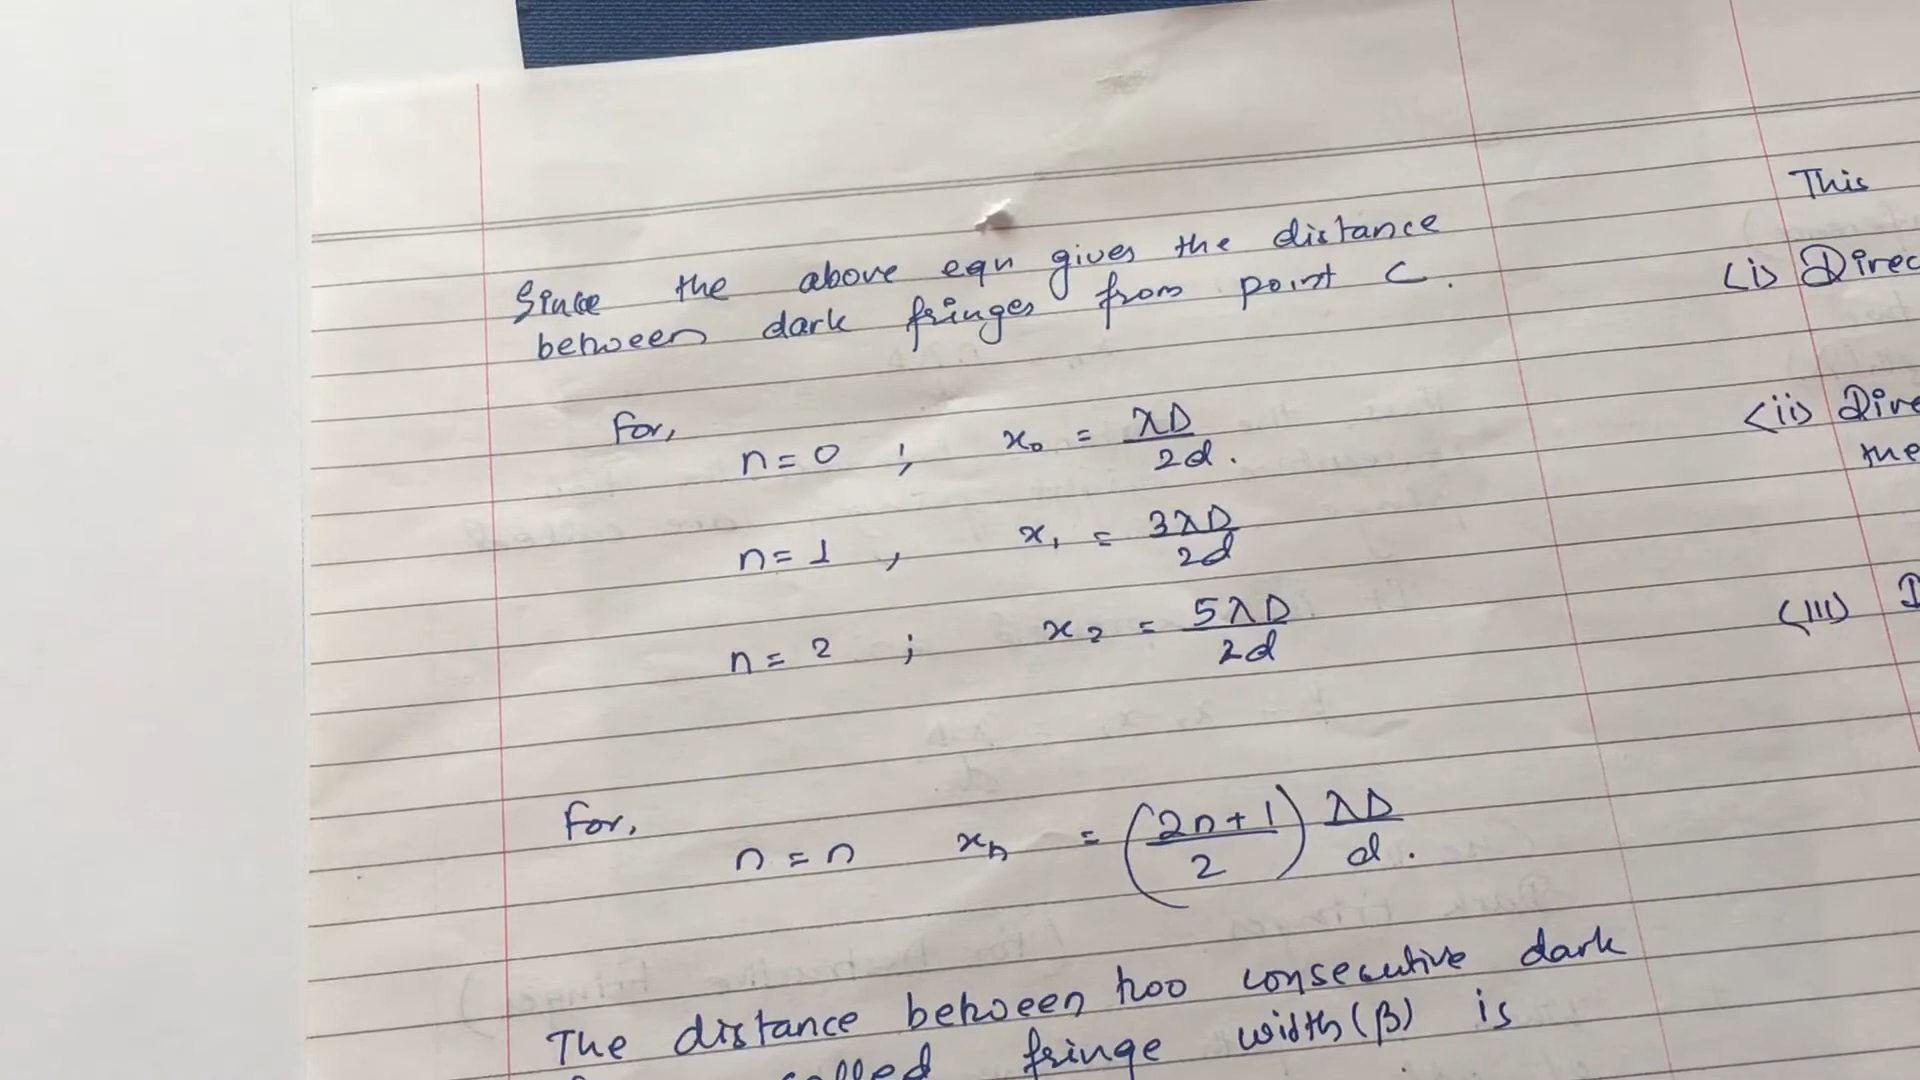 Since the above eqn gives the distance
between dark fringes from point C.
for,
n=0 ; x₀ = λD/2d.
n=1 , x₁ = 3λD/2d
n=2 ; x₂ = 5λD/2d
for,
n=n xₙ = (2n+1/2) λD/d.
The distance between two consecutive dark
called fringe width(β) is
This
(i)
(ii)
the
(iii)